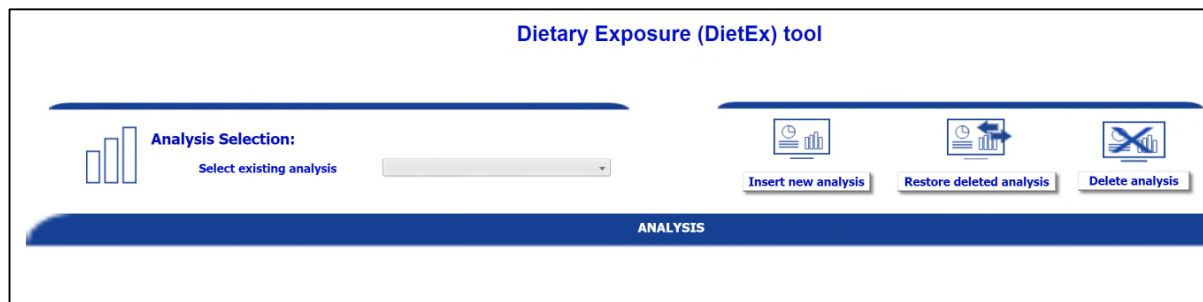 Dietary Exposure (DietEx) tool
Analysis Selection:
Select existing analysis
Insert new analysis
Restore deleted analysis
Delete analysis
ANALYSIS